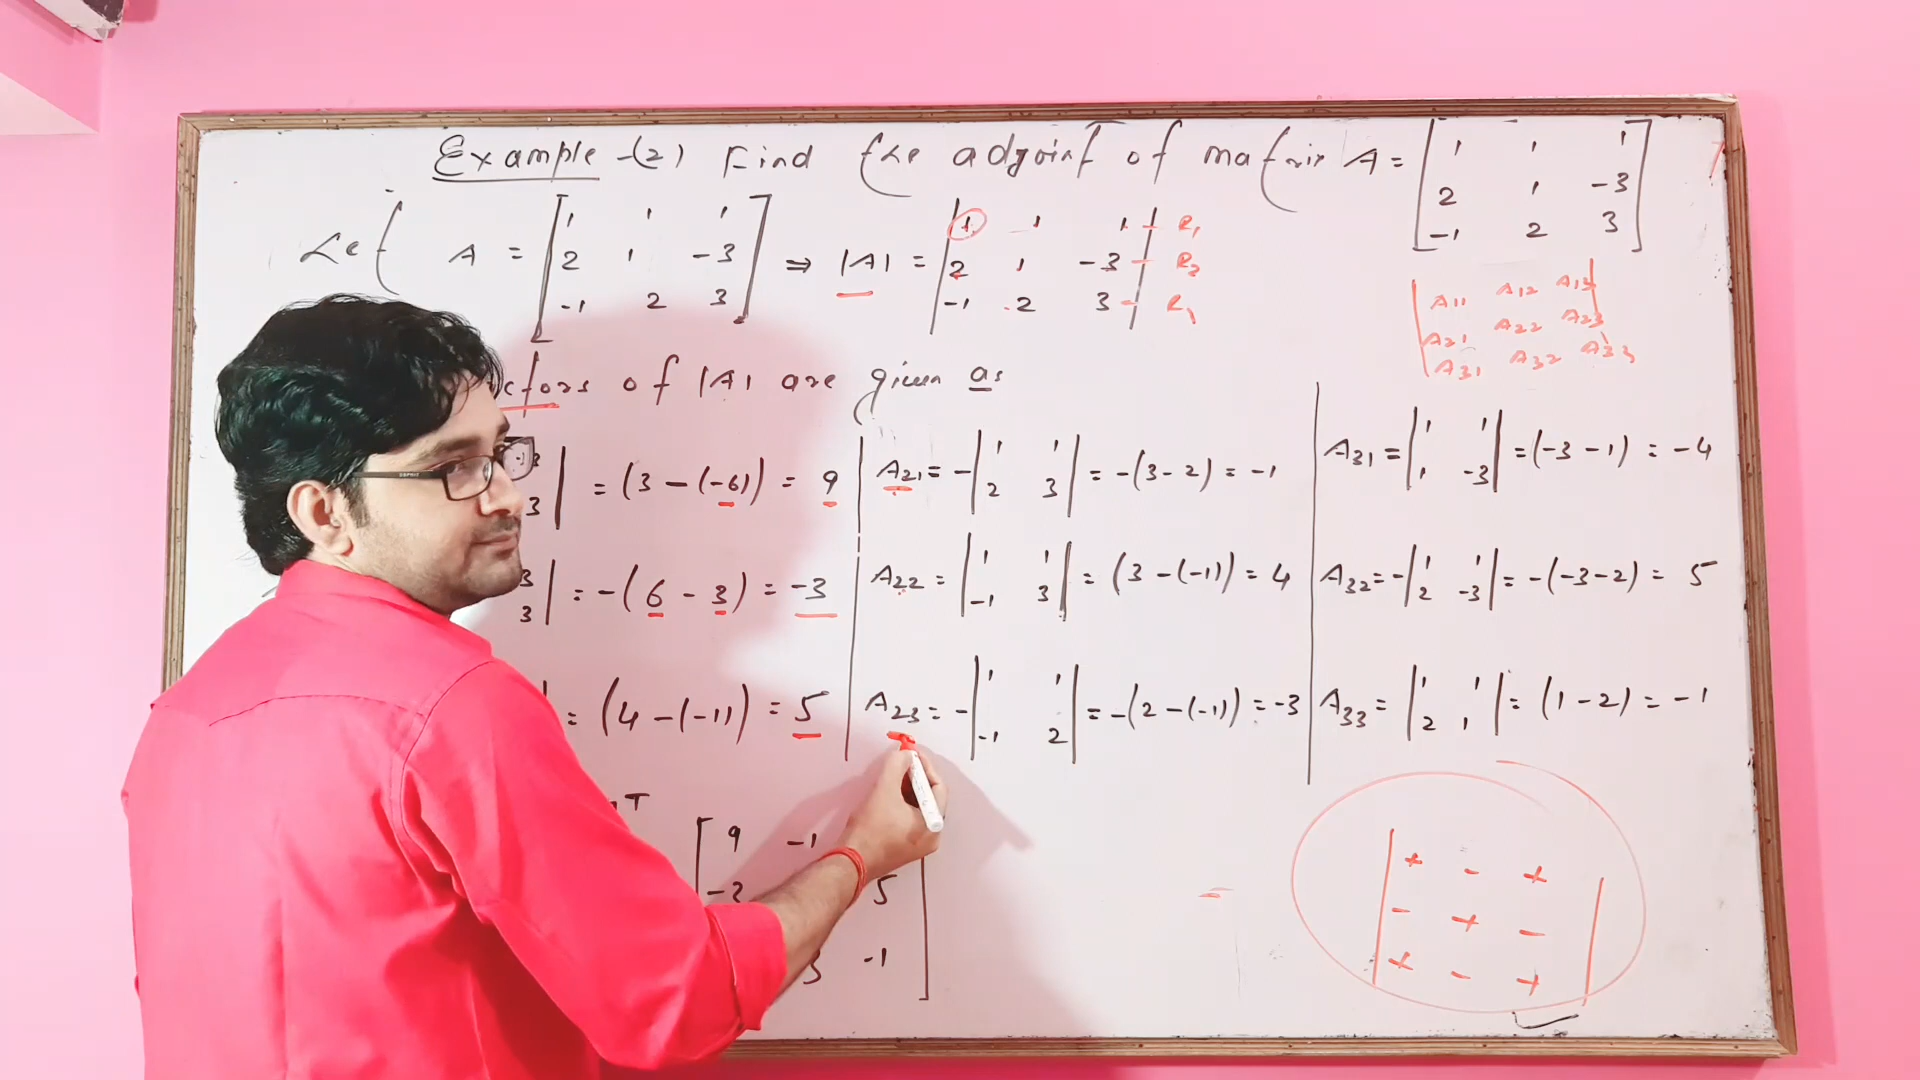 Example -(2) Find the adjoint of matrix A = [1 1 1
2 1 -3
-1 2 3]
Let A = [1 1 1
2 1 -3
-1 2 3] ⇒ |A| = |1 1 1| R₁
|2 1 -3| R₂
|-1 2 3|
A11 A12 A13
A21 A22 A23
A31 A32 A33
ctors of |A| are given as
3| = (3 - (-6)) = 9
3| = -(6 - 3) = -3
= (4 - (-1)) = 5
A21 = - |1 1
2 3| = -(3 - 2) = -1
A22 = |1 1
-1 3| = (3 - (-1)) = 4
A23 = - |1 1
-1 2| = -(2 - (-1)) = -3
A31 = |1 1
1 -3| = (-3 - 1) = -4
A32 = - |1 1
2 -3| = -(-3 - 2) = 5
A33 = |1 1
2 1| = (1 - 2) = -1
T
[9 -1
5
3 -1]
=
+ - +
- + -
+ - +